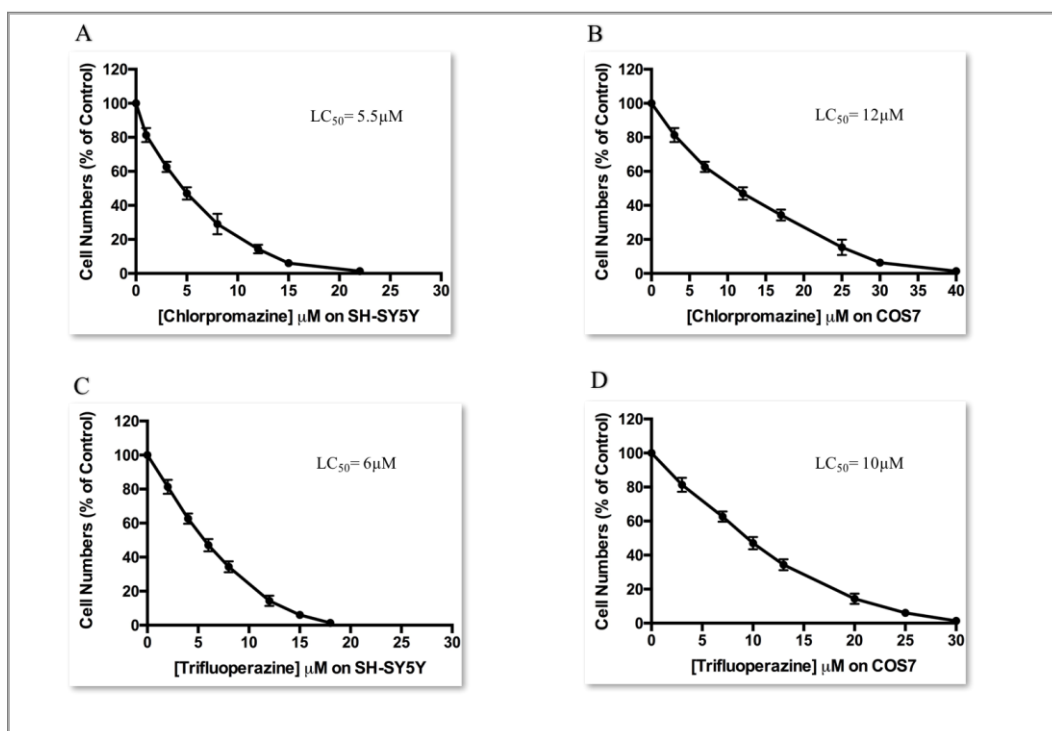 A
Cell Numbers (% of Control)
120
100
80
60
40
20
0
LC50= 5.5μM
0 5 10 15 20 25 30
[Chlorpromazine] μM on SH-SY5Y
B
Cell Numbers (% of Control)
120
100
80
60
40
20
0
LC50= 12μM
0 5 10 15 20 25 30 35 40
[Chlorpromazine] μM on COS7
C
Cell Numbers (% of Control)
120
100
80
60
40
20
0
LC50= 6μM
0 5 10 15 20 25 30
[Trifluoperazine] μM on SH-SY5Y
D
Cell Numbers (% of Control)
120
100
80
60
40
20
0
LC50= 10μM
0 5 10 15 20 25 30
[Trifluoperazine] μM on COS7